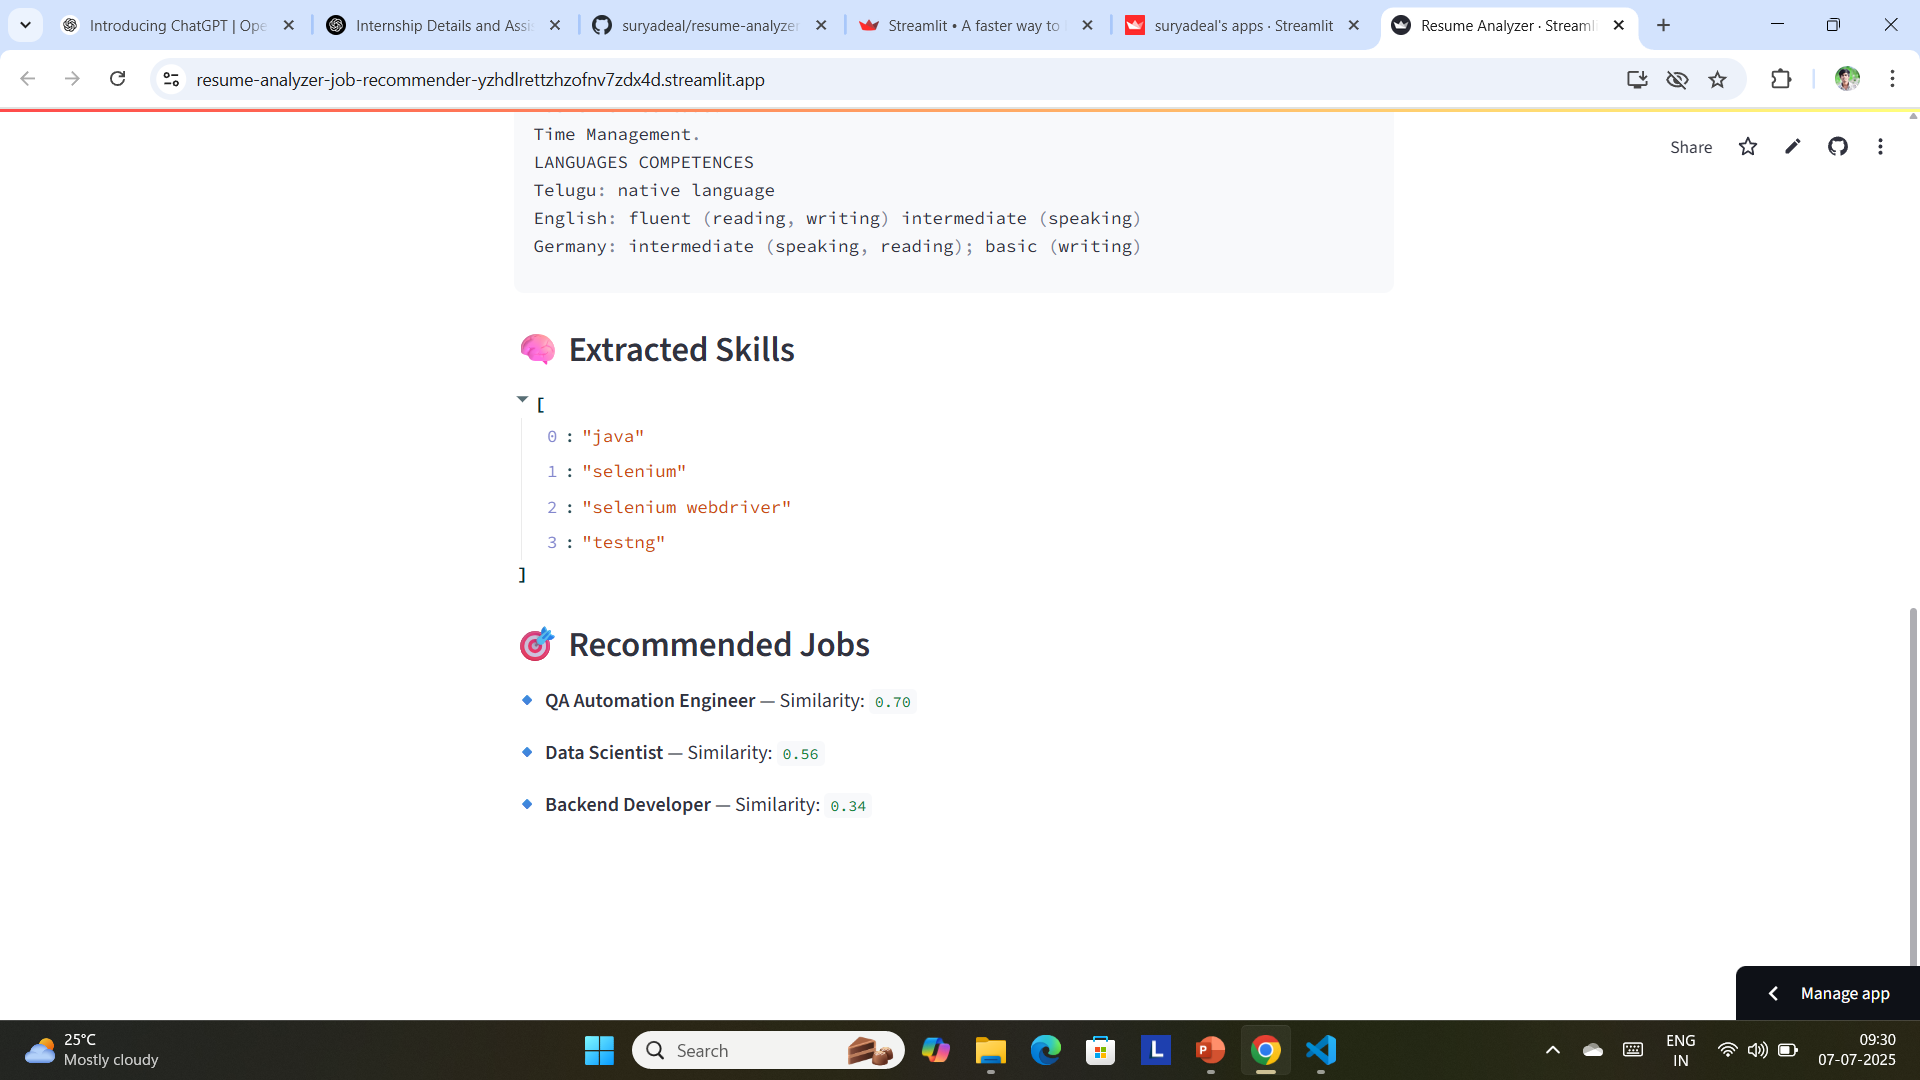 Introducing ChatGPT | Ope
Internship Details and Assi
suryadeal/resume-analyzer
Streamlit • A faster way to
suryadeal's apps · Streamlit
Resume Analyzer · Streamli
resume-analyzer-job-recommender-yzhdlrettzhzofnv7zdx4d.streamlit.app
Share
Time Management.
LANGUAGES COMPETENCES
Telugu: native language
English: fluent (reading, writing) intermediate (speaking)
Germany: intermediate (speaking, reading); basic (writing)
Extracted Skills
[
0 : "java"
1 : "selenium"
2 : "selenium webdriver"
3 : "testng"
]
Recommended Jobs
QA Automation Engineer — Similarity: 0.70
Data Scientist — Similarity: 0.56
Backend Developer — Similarity: 0.34
Manage app
25°C
Mostly cloudy
Search
L
P
ENG
IN
09:30
07-07-2025